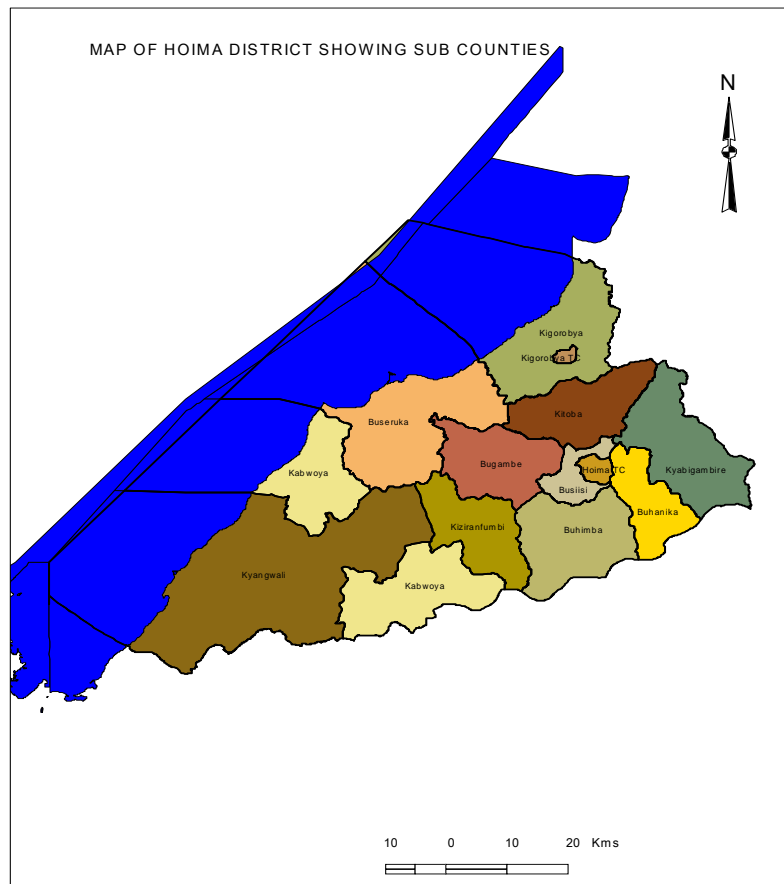 MAP OF HOIMA DISTRICT SHOWING SUB COUNTIES
N
Kigorobya
Kigorobya TC
Kitoba
Buseruka
Bugambe
Hoima TC
Kyabigambire
Kabwoya
Busiisi
Buhanika
Kiziranfumbi
Buhimba
Kyangwali
Kabwoya
10 0 10 20 Kms